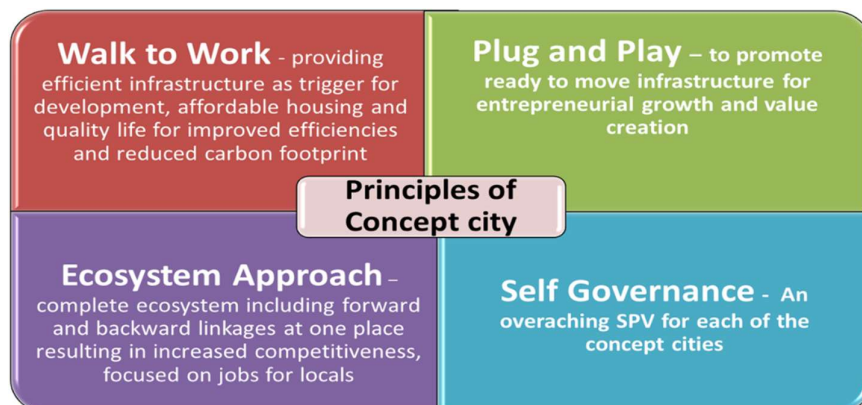 Walk to Work - providing
efficient infrastructure as trigger for
development, affordable housing and
quality life for improved efficiencies
and reduced carbon footprint
Plug and Play – to promote
ready to move infrastructure for
entrepreneurial growth and value
creation
Principles of
Concept city
Ecosystem Approach –
complete ecosystem including forward
and backward linkages at one place
resulting in increased competitiveness,
focused on jobs for locals
Self Governance - An
overaching SPV for each of the
concept cities